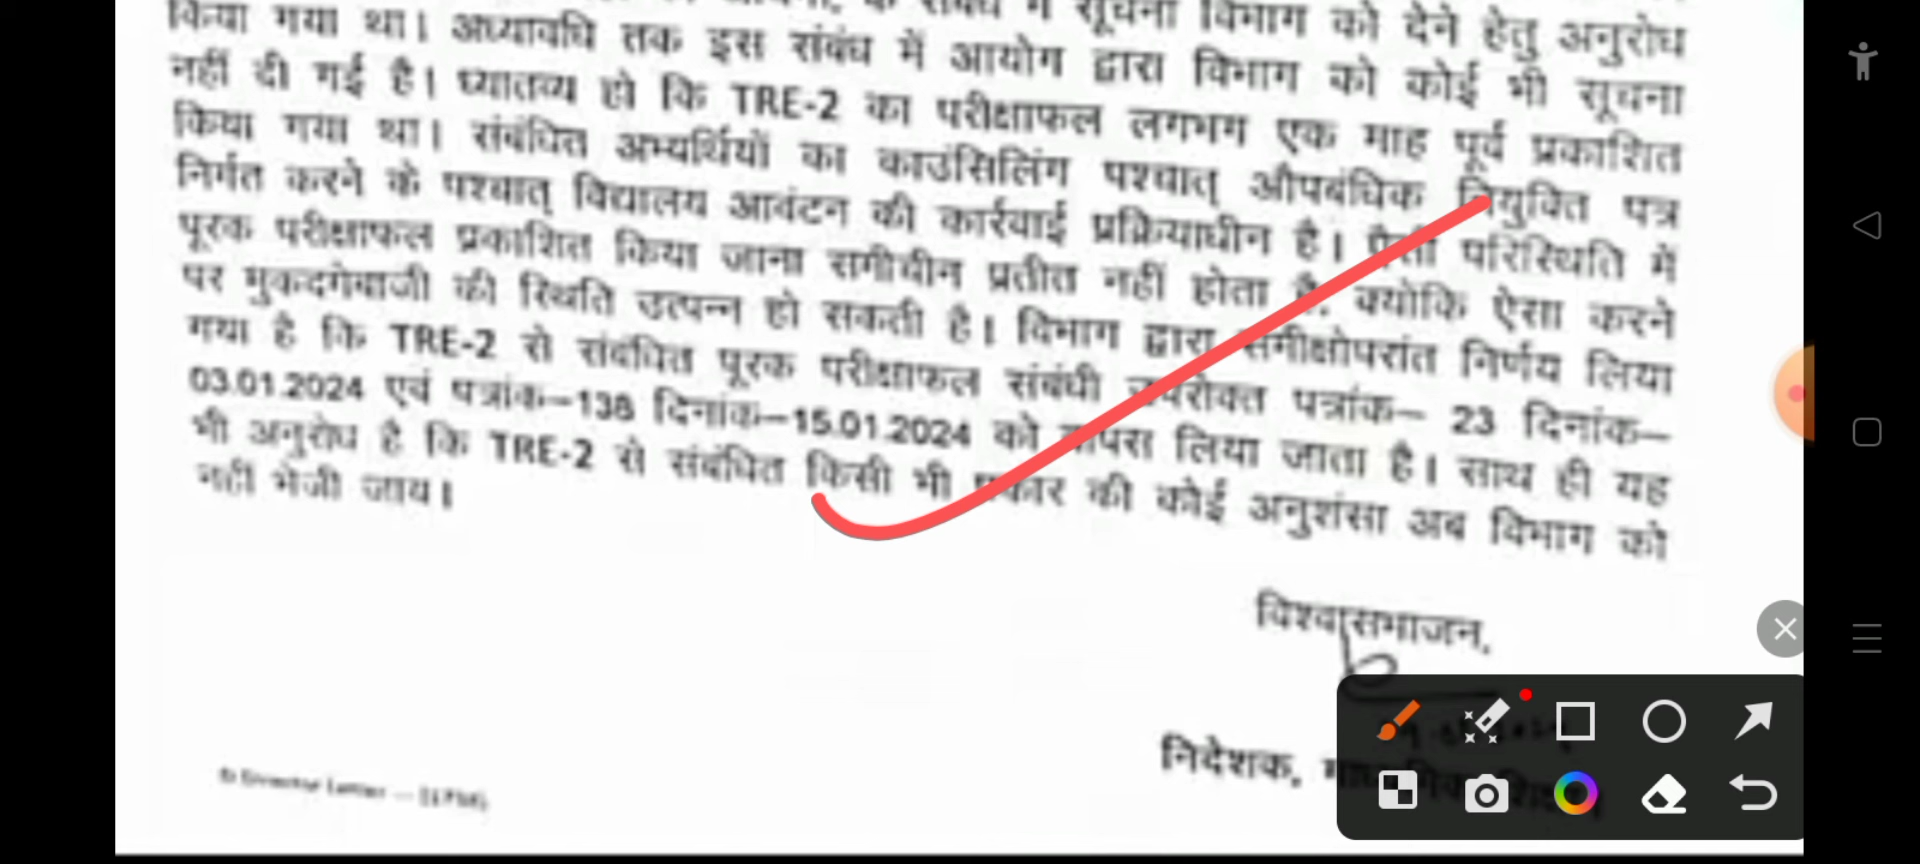 के संबंध में सूचना विभाग को देने हेतु अनुरोध
किया गया था। अध्यावधि तक इस संबंध में आयोग द्वारा विभाग को कोई भी सूचना
नहीं दी गई है। ध्यातव्य हो कि TRE-2 का परीक्षाफल लगभग एक माह पूर्व प्रकाशित
किया गया था। संबंधित अभ्यर्थियों का काउंसिलिंग पश्चात् औपबंधिक नियुक्ति पत्र
निर्गत करने के पश्चात् विद्यालय आवंटन की कार्रवाई प्रक्रियाधीन है। ऐसी परिस्थिति में
पूरक परीक्षाफल प्रकाशित किया जाना समीचीन प्रतीत नहीं होता है, क्योंकि ऐसा करने
पर मुकदमेबाजी की स्थिति उत्पन्न हो सकती है। विभाग द्वारा समीक्षोपरांत निर्णय लिया
गया है कि TRE-2 से संबंधित पूरक परीक्षाफल संबंधी उपरोक्त पत्रांक– 23 दिनांक–
03.01.2024 एवं पत्रांक–138 दिनांक–15.01.2024 को वापस लिया जाता है। साथ ही यह
भी अनुरोध है कि TRE-2 से संबंधित किसी भी प्रकार की कोई अनुशंसा अब विभाग को
नहीं भेजी जाय।
विश्वासभाजन,
निदेशक,